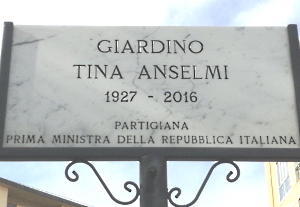 GIARDINO
TINA ANSELMI
1927 - 2016
PARTIGIANA
PRIMA MINISTRA DELLA REPUBBLICA ITALIANA